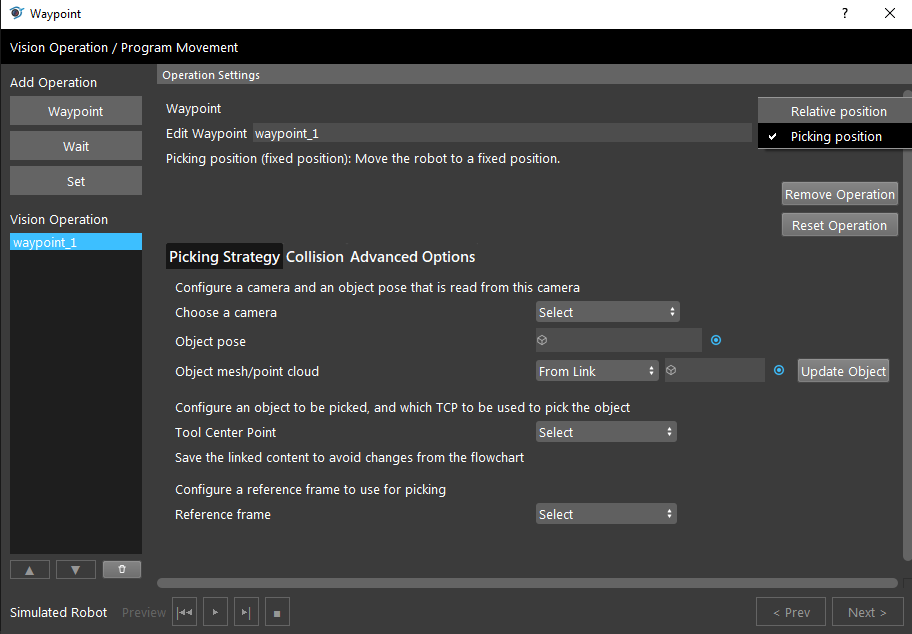 Waypoint
?
Vision Operation / Program Movement
Add Operation
Waypoint
Wait
Set
Vision Operation
waypoint_1
Operation Settings
Waypoint
Edit Waypoint waypoint_1
Relative position
Picking position
Picking position (fixed position): Move the robot to a fixed position.
Remove Operation
Reset Operation
Picking Strategy Collision Advanced Options
Configure a camera and an object pose that is read from this camera
Choose a camera Select
Object pose
Object mesh/point cloud From Link Update Object
Configure an object to be picked, and which TCP to be used to pick the object
Tool Center Point Select
Save the linked content to avoid changes from the flowchart
Configure a reference frame to use for picking
Reference frame Select
Simulated Robot Preview < Prev Next >